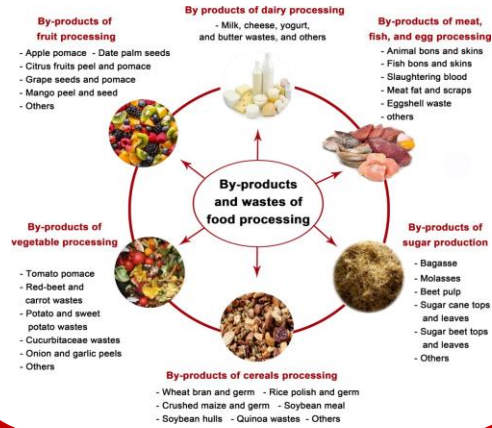 By-products of
fruit processing
- Apple pomace - Date palm seeds
- Citrus fruits peel and pomace
- Grape seeds and pomace
- Mango peel and seed
- Others
By products of dairy processing
- Milk, cheese, yogurt,
and butter wastes, and others
By-products of meat,
fish, and egg processing
- Animal bons and skins
- Fish bons and skins
- Slaughtering blood
- Meat fat and scraps
- Eggshell waste
- others
By-products
and wastes of
food processing
By-products of
vegetable processing
- Tomato pomace
- Red-beet and
carrot wastes
- Potato and sweet
potato wastes
- Cucurbitaceae wastes
- Onion and garlic peels
- Others
By-products of
sugar production
- Bagasse
- Molasses
- Beet pulp
- Sugar cane tops
and leaves
- Sugar beet tops
and leaves
- Others
By-products of cereals processing
- Wheat bran and germ - Rice polish and germ
- Crushed maize and germ - Soybean meal
- Soybean hulls - Quinoa wastes - Others